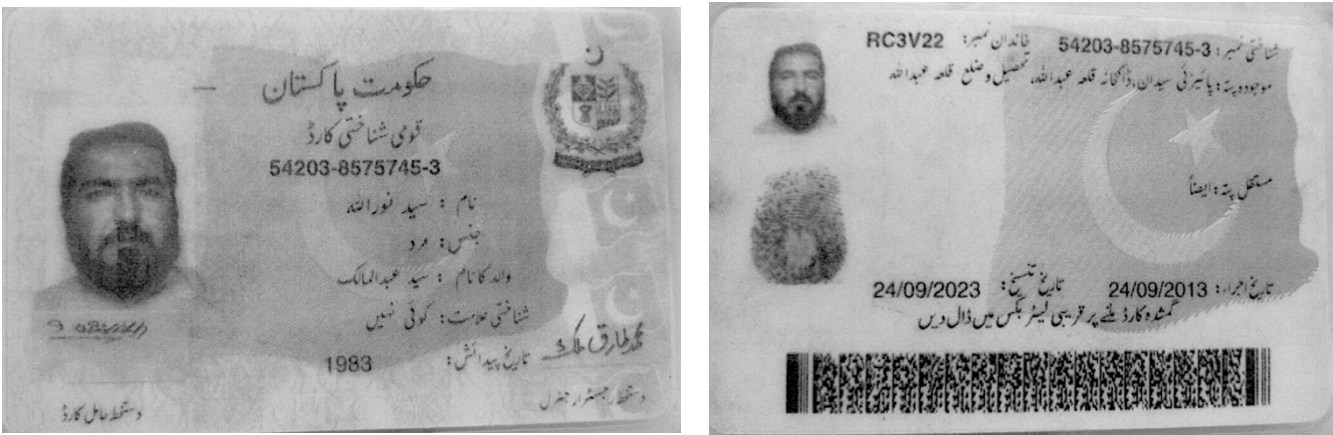 حکومت پاکستان
قومی شناختی کارڈ
54203-8575745-3
نام : سید نوراللہ
جنس: مرد
والد کا نام : سید عبدالمالک
شناختی علامت: کوئی نہیں
تاریخ پیدائش: 1983
دستخط حامل کارڈ
دستخط رجسٹرار جنرل
شناختی نمبر: 54203-8575745-3 خاندان نمبر: RC3V22
موجودہ پتہ: پائیزئی سیدان، ڈاکخانہ قلعہ عبداللہ، تحصیل و ضلع قلعہ عبداللہ
مستقل پتہ: ایضاً
تاریخ اجراء: 24/09/2013 تاریخ تنسیخ: 24/09/2023
گمشدہ کارڈ ملنے پر قریبی لیٹر بکس میں ڈال دیں